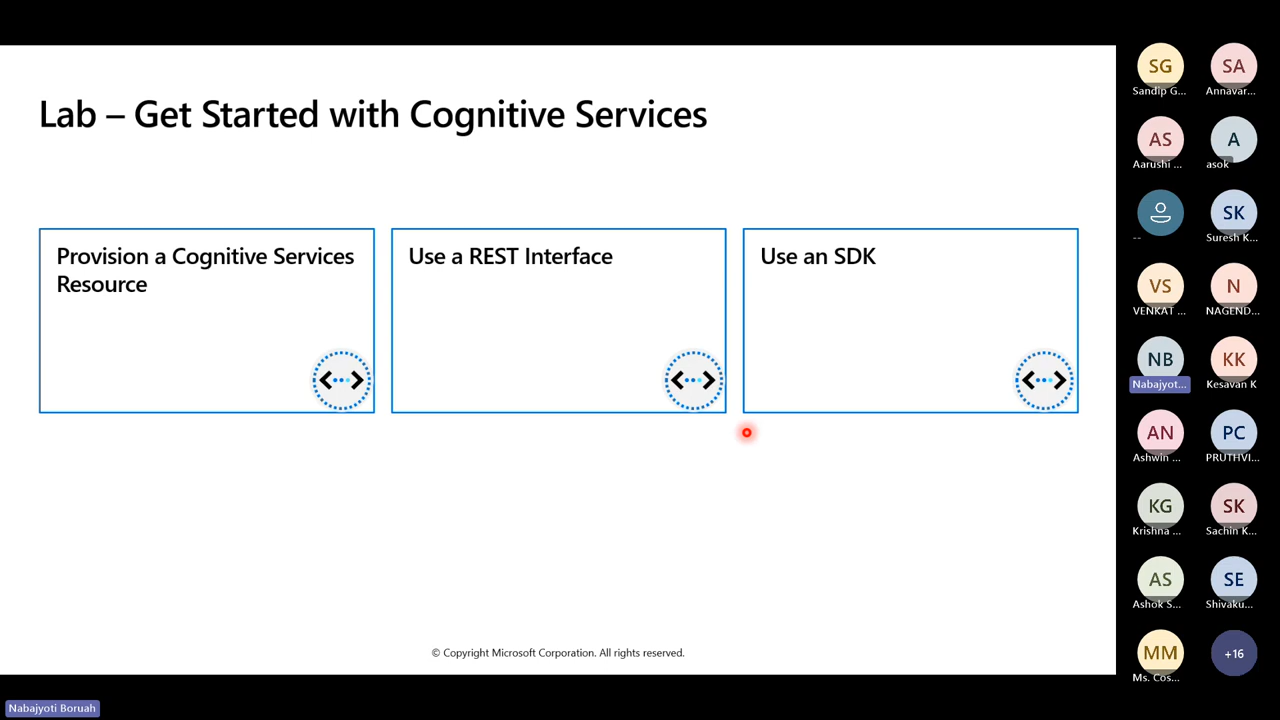 Lab – Get Started with Cognitive Services
Provision a Cognitive Services
Resource
Use a REST Interface
Use an SDK
© Copyright Microsoft Corporation. All rights reserved.
SG
Sandip G...
SA
Annavar...
AS
Aarushi ...
A
asok
--
SK
Suresh K...
VS
VENKAT ...
N
NAGEND...
NB
Nabajyot...
KK
Kesavan K
AN
Ashwin ...
PC
PRUTHVI...
KG
Krishna ...
SK
Sachin K...
AS
Ashok S...
SE
Shivaku...
MM
Ms. Cos...
+16
Nabajyoti Boruah